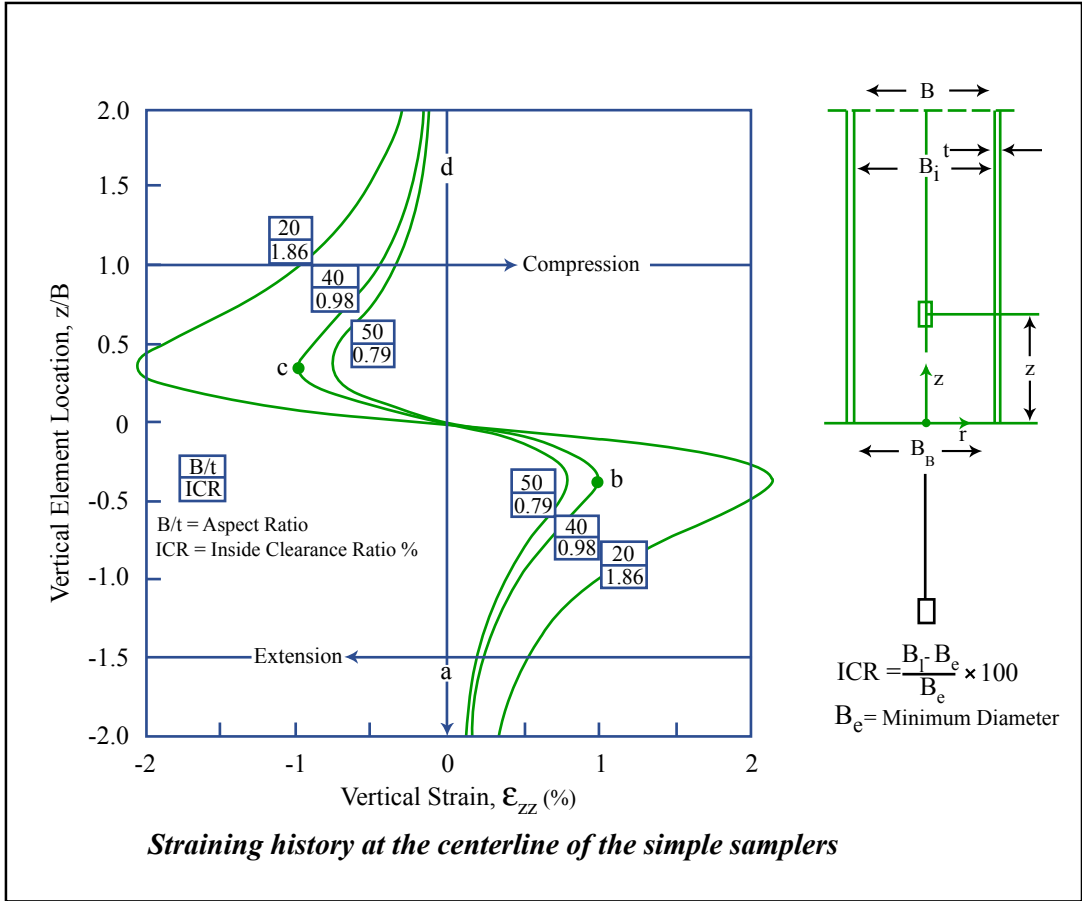 2.0
1.5
1.0
0.5
0
-0.5
-1.0
-1.5
-2.0
Vertical Element Location, z/B
-2
-1
0
1
2
Vertical Strain, εzz (%)
d
20
1.86
Compression
40
0.98
50
0.79
c
B/t
ICR
B/t = Aspect Ratio
ICR = Inside Clearance Ratio %
50
0.79
b
40
0.98
20
1.86
Extension
a
B
t
Bi
z
z
r
BB
ICR = Bl - Be / Be × 100
Be = Minimum Diameter
Straining history at the centerline of the simple samplers